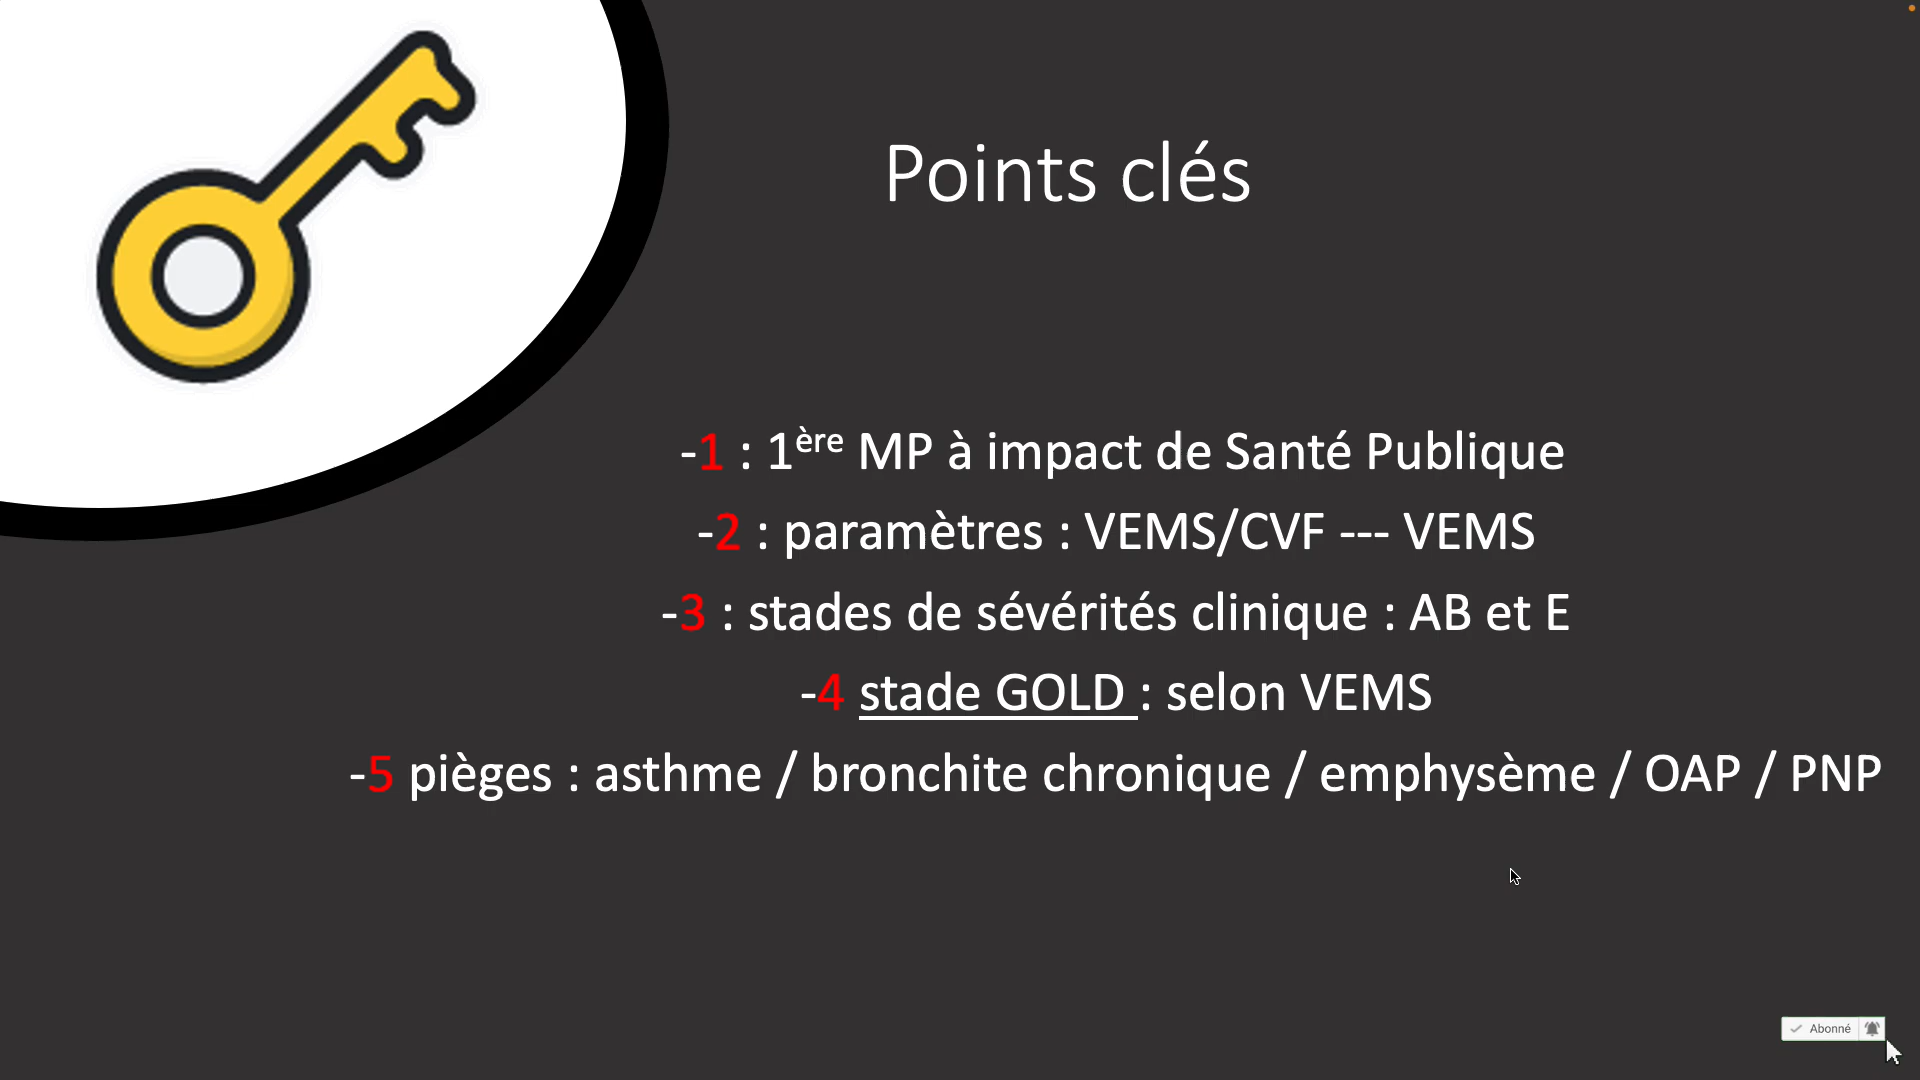 Points clés
-1 : 1ère MP à impact de Santé Publique
-2 : paramètres : VEMS/CVF --- VEMS
-3 : stades de sévérités clinique : AB et E
-4 stade GOLD : selon VEMS
-5 pièges : asthme / bronchite chronique / emphysème / OAP / PNP
Abonné